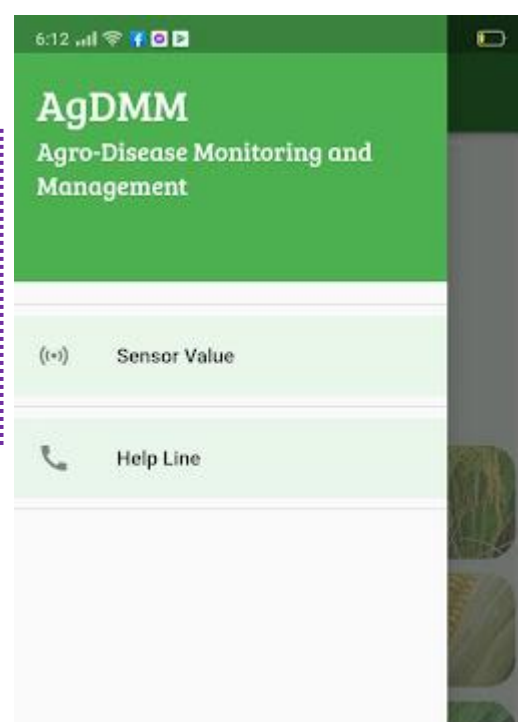 6:12
AgDMM
Agro-Disease Monitoring and
Management
Sensor Value
Help Line